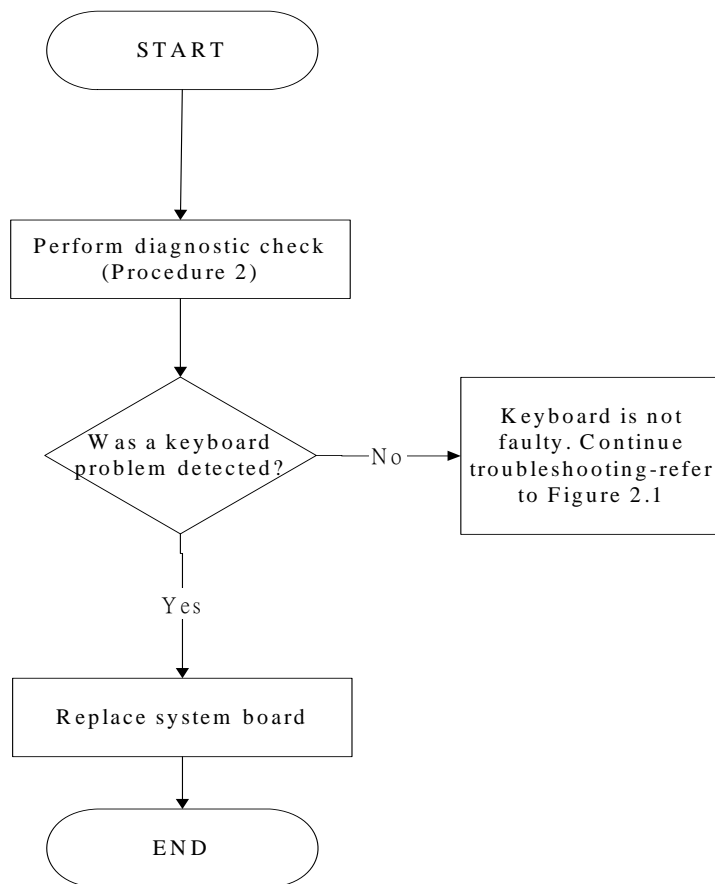 START
Perform diagnostic check
(Procedure 2)
Was a keyboard
problem detected?
No
Keyboard is not
faulty. Continue
troubleshooting-refer
to Figure 2.1
Yes
Replace system board
END